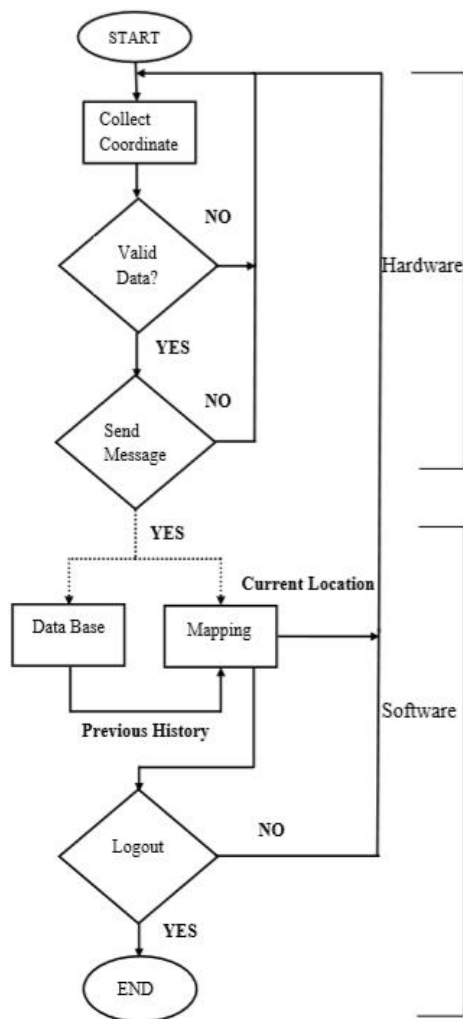 START
Collect
Coordinate
NO
Valid
Data?
Hardware
YES
NO
Send
Message
YES
Current Location
Data Base
Mapping
Previous History
Software
Logout
NO
YES
END